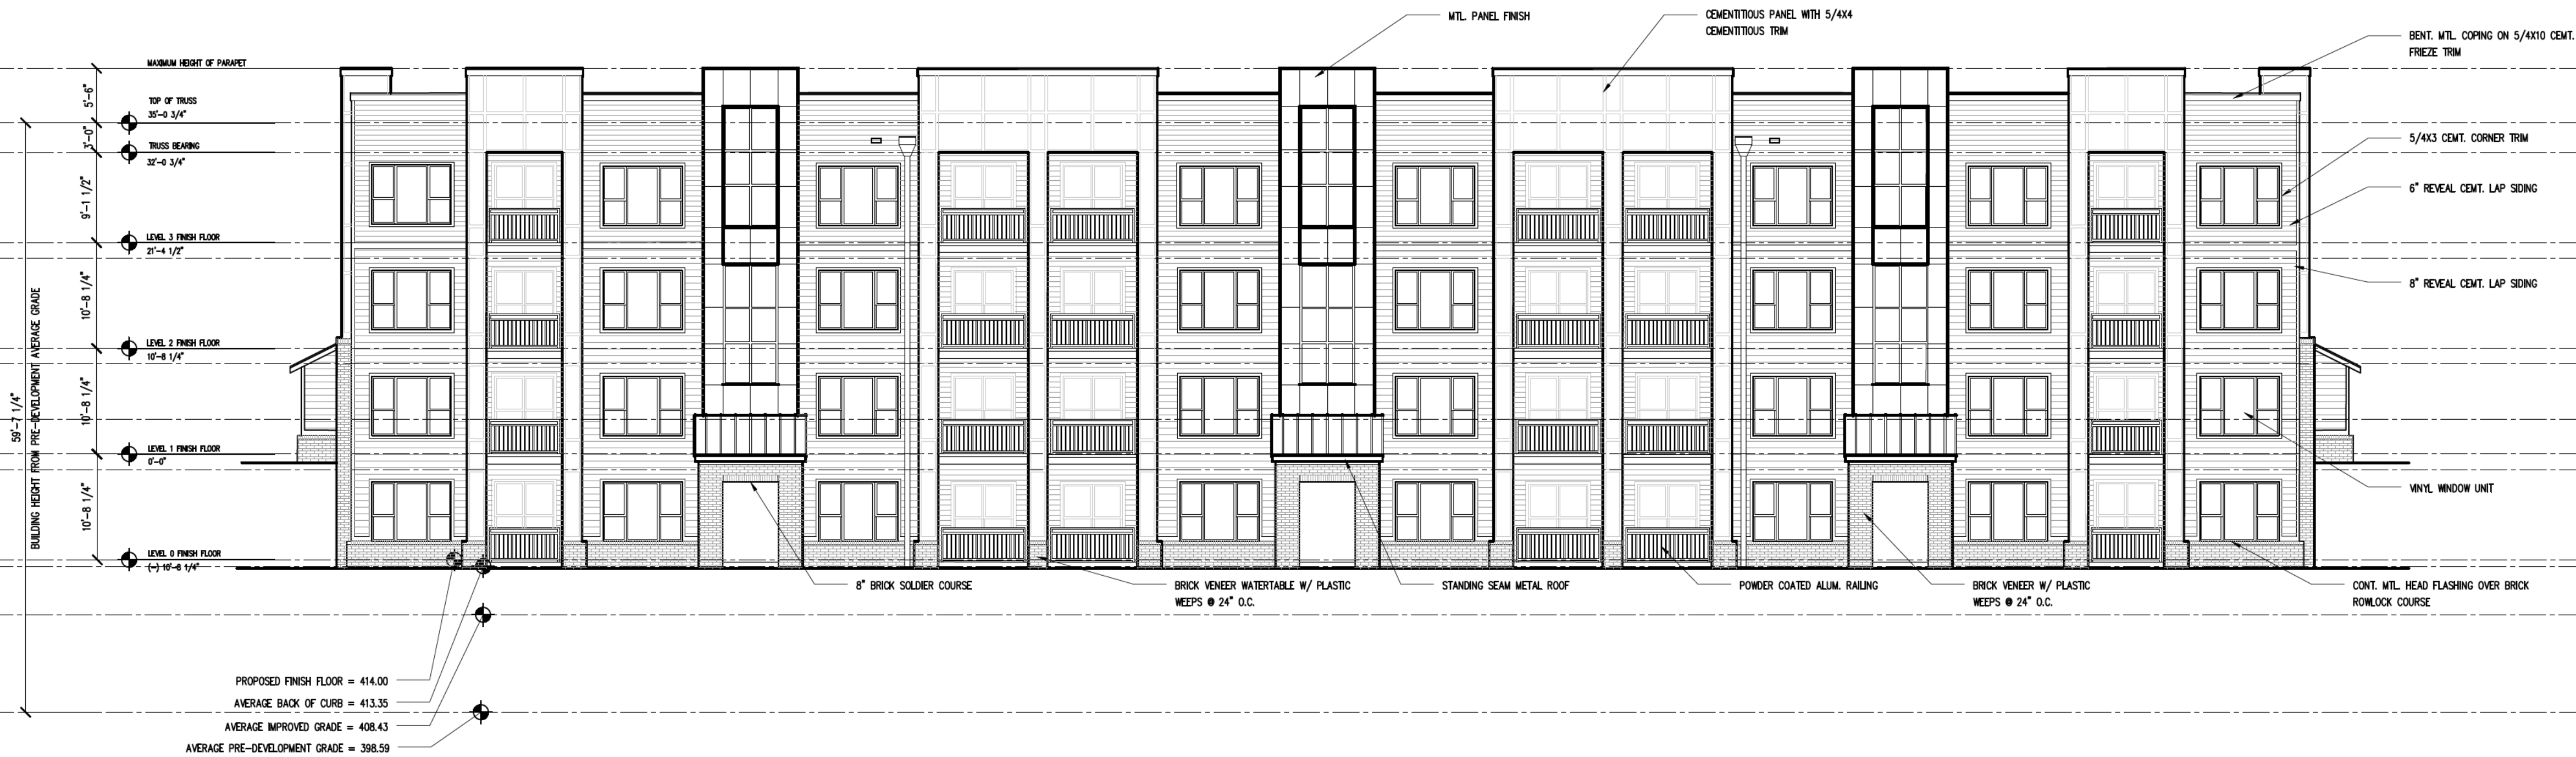 MTL. PANEL FINISH
CEMENTITIOUS PANEL WITH 5/4X4
CEMENTITIOUS TRIM
BENT. MTL. COPING ON 5/4X10 CEMT.
FRIEZE TRIM
MAXIMUM HEIGHT OF PARAPET
5'-6"
TOP OF TRUSS
35'-0 3/4"
3'-0"
TRUSS BEARING
32'-0 3/4"
5/4X3 CEMT. CORNER TRIM
9'-1 1/2"
6" REVEAL CEMT. LAP SIDING
LEVEL 3 FINISH FLOOR
21'-4 1/2"
8" REVEAL CEMT. LAP SIDING
10'-8 1/4"
LEVEL 2 FINISH FLOOR
10'-8 1/4"
59'-7 1/4"
BUILDING HEIGHT FROM PRE-DEVELOPMENT AVERAGE GRADE
10'-8 1/4"
LEVEL 1 FINISH FLOOR
0'-0"
VINYL WINDOW UNIT
10'-8 1/4"
LEVEL 0 FINISH FLOOR
(-) 10'-8 1/4"
8" BRICK SOLDIER COURSE
BRICK VENEER WATERTABLE W/ PLASTIC
WEEPS @ 24" O.C.
STANDING SEAM METAL ROOF
POWDER COATED ALUM. RAILING
BRICK VENEER W/ PLASTIC
WEEPS @ 24" O.C.
CONT. MTL. HEAD FLASHING OVER BRICK
ROWLOCK COURSE
PROPOSED FINISH FLOOR = 414.00
AVERAGE BACK OF CURB = 413.35
AVERAGE IMPROVED GRADE = 408.43
AVERAGE PRE-DEVELOPMENT GRADE = 398.59